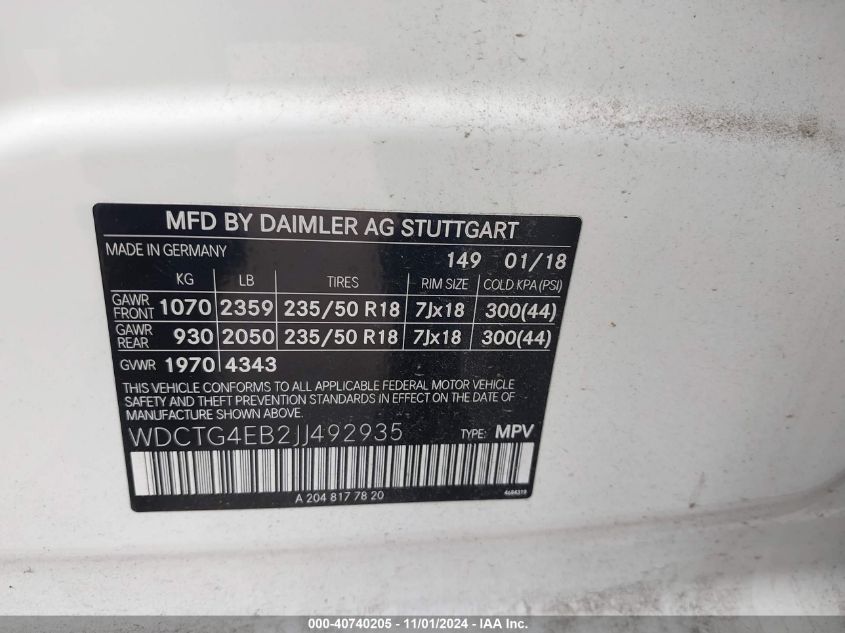 MFD BY DAIMLER AG STUTTGART
MADE IN GERMANY 149 01/18
KG LB TIRES RIM SIZE COLD KPA (PSI)
GAWR FRONT 1070 2359 235/50 R18 7Jx18 300(44)
GAWR REAR 930 2050 235/50 R18 7Jx18 300(44)
GVWR 1970 4343
THIS VEHICLE CONFORMS TO ALL APPLICABLE FEDERAL MOTOR VEHICLE
SAFETY AND THEFT PREVENTION STANDARDS IN EFFECT ON THE DATE OF
MANUFACTURE SHOWN ABOVE.
WDCTG4EB2JJ492935 TYPE: MPV
A 204 817 78 20
000-40740205 - 11/01/2024 - IAA Inc.